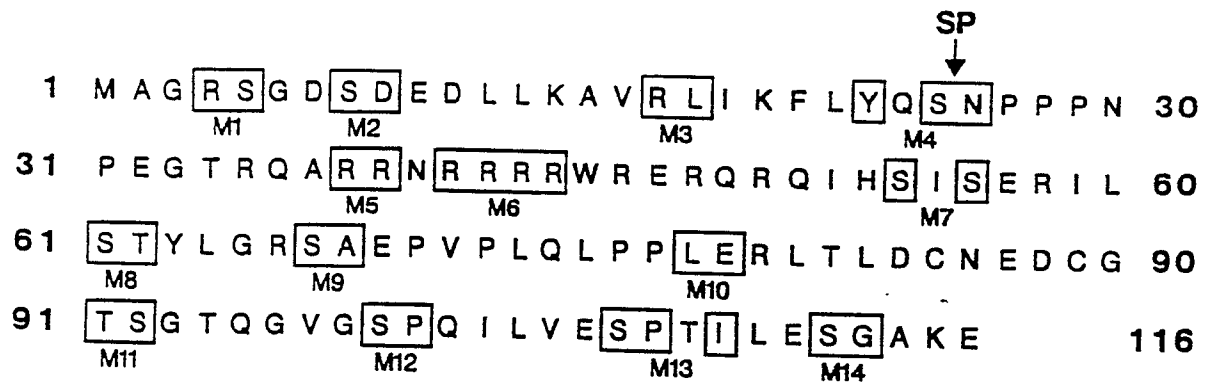 SP
1 M A G R S G D S D E D L L K A V R L I K F L Y Q S N P P P N 30
M1 M2 M3 M4
31 P E G T R Q A R R N R R R R W R E R Q R Q I H S I S E R I L 60
M5 M6 M7
61 S T Y L G R S A E P V P L Q L P P L E R L T L D C N E D C G 90
M8 M9 M10
91 T S G T Q G V G S P Q I L V E S P T I L E S G A K E 116
M11 M12 M13 M14